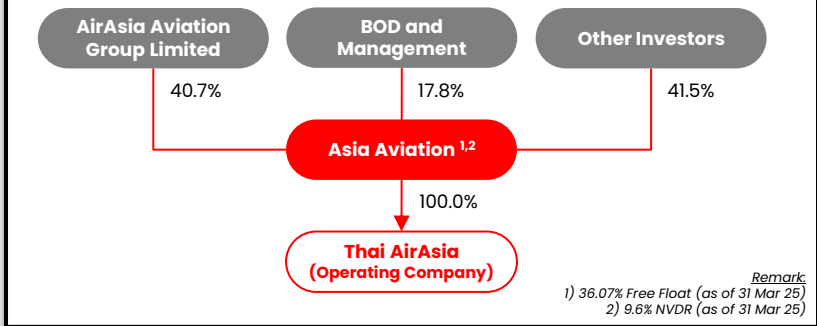 AirAsia Aviation
Group Limited
BOD and
Management
Other Investors
40.7%
17.8%
41.5%
Asia Aviation 1,2
100.0%
Thai AirAsia
(Operating Company)
Remark:
1) 36.07% Free Float (as of 31 Mar 25)
2) 9.6% NVDR (as of 31 Mar 25)